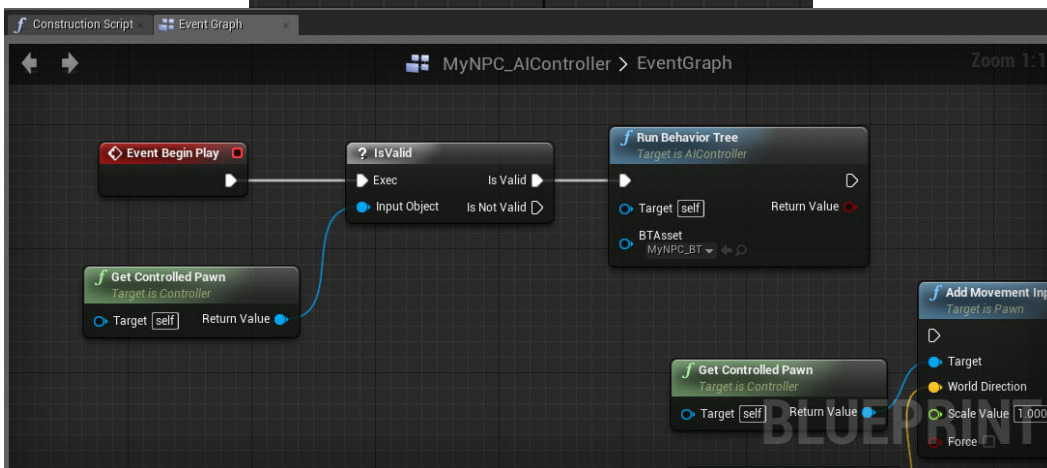 Construction Script
Event Graph
MyNPC_AIController > EventGraph
Zoom 1:1
Event Begin Play
? IsValid
Exec
Is Valid
Input Object
Is Not Valid
f Run Behavior Tree
Target is AIController
Target self
Return Value
BTAsset
MyNPC_BT
f Get Controlled Pawn
Target is Controller
Target self
Return Value
f Add Movement Inp
Target is Pawn
Target
World Direction
Scale Value 1.000
Force
f Get Controlled Pawn
Target is Controller
Target self
Return Value
BLUEPRINT